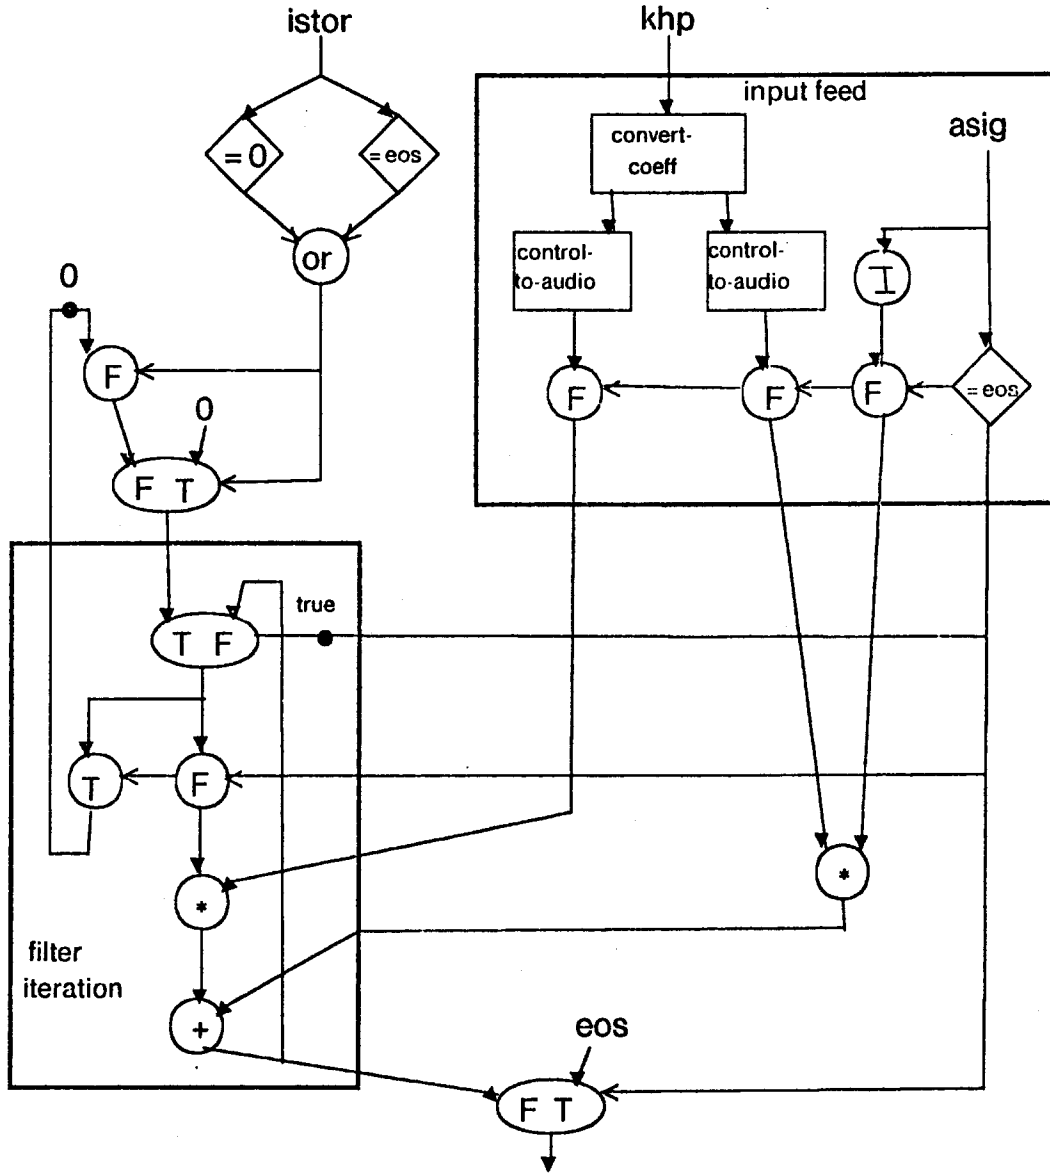 istor
khp
input feed
asig
convert-
coeff
= 0
= eos
or
control-
to-audio
control-
to-audio
I
0
F
F
F
F
= eos
0
F T
true
T F
T
F
*
*
filter
iteration
+
eos
F T